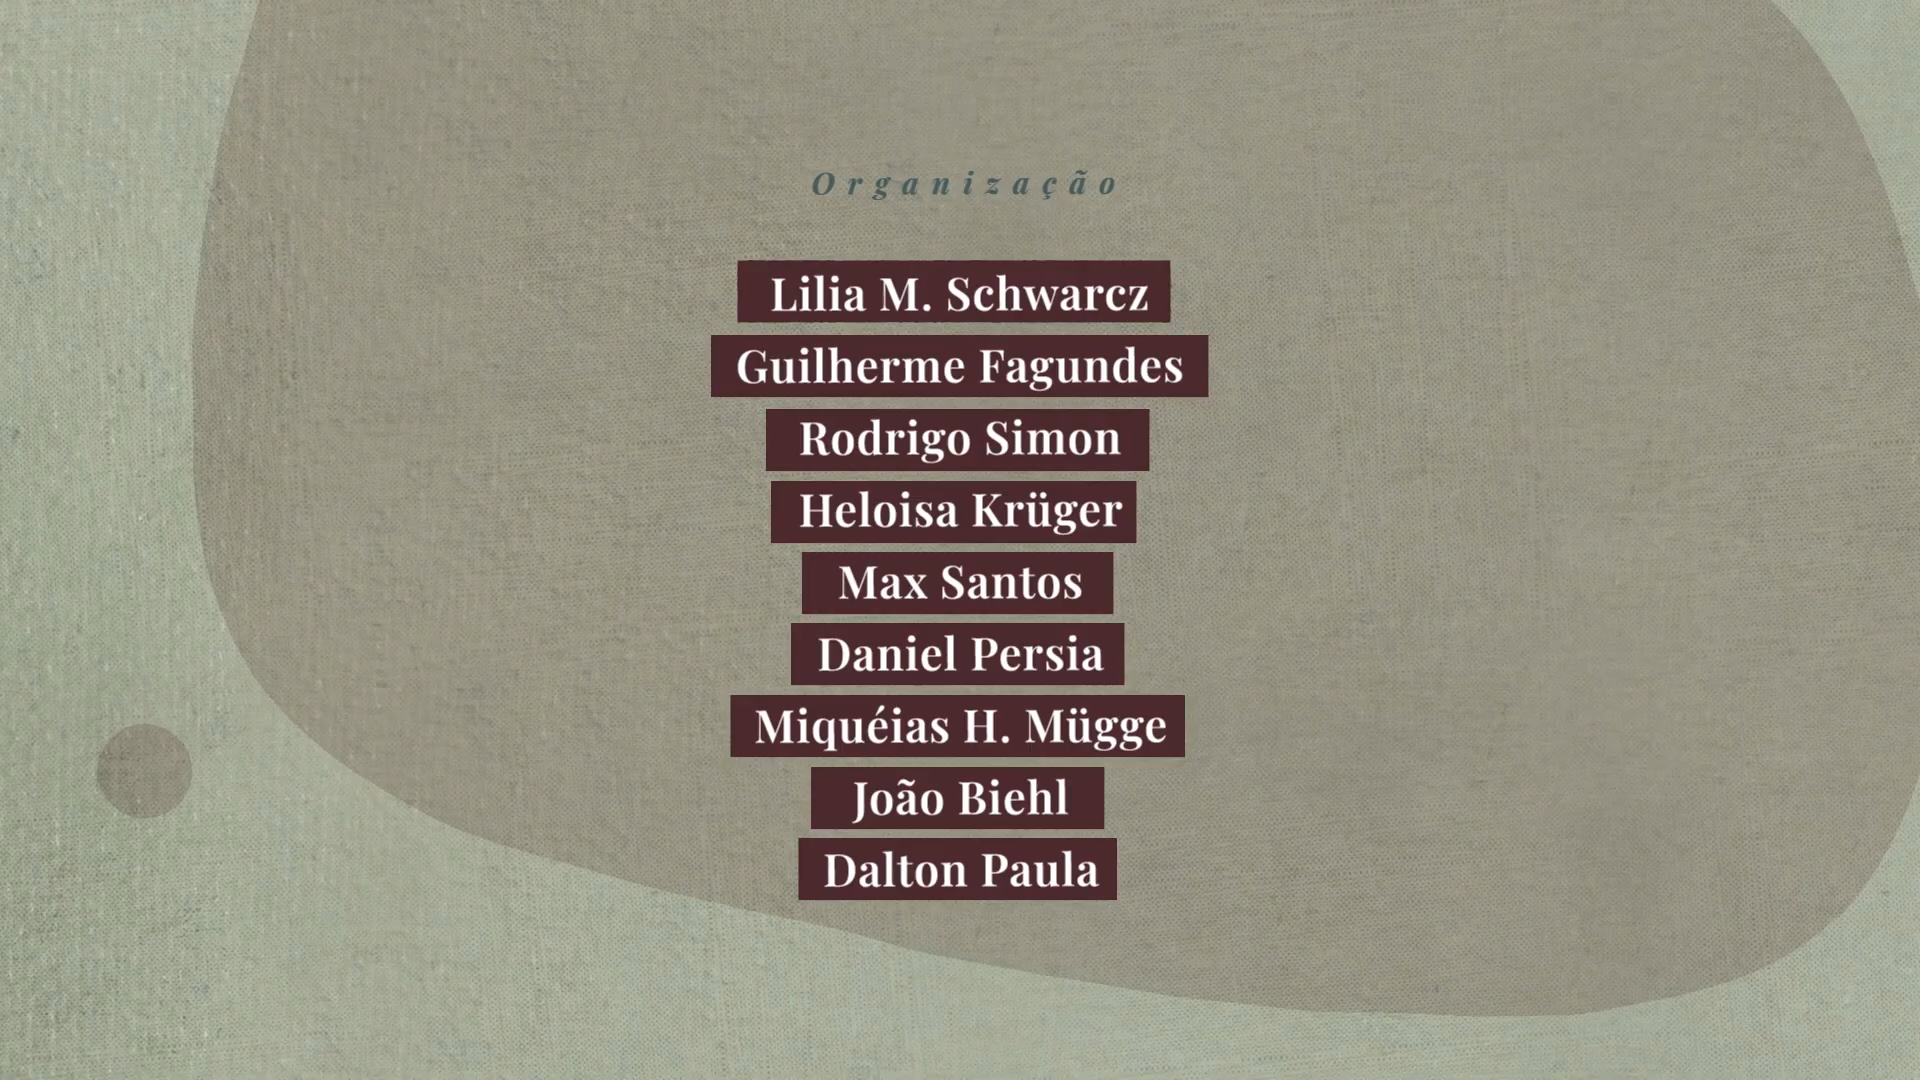 Organização
Lilia M. Schwarcz
Guilherme Fagundes
Rodrigo Simon
Heloisa Krüger
Max Santos
Daniel Persia
Miquéias H. Mügge
João Biehl
Dalton Paula